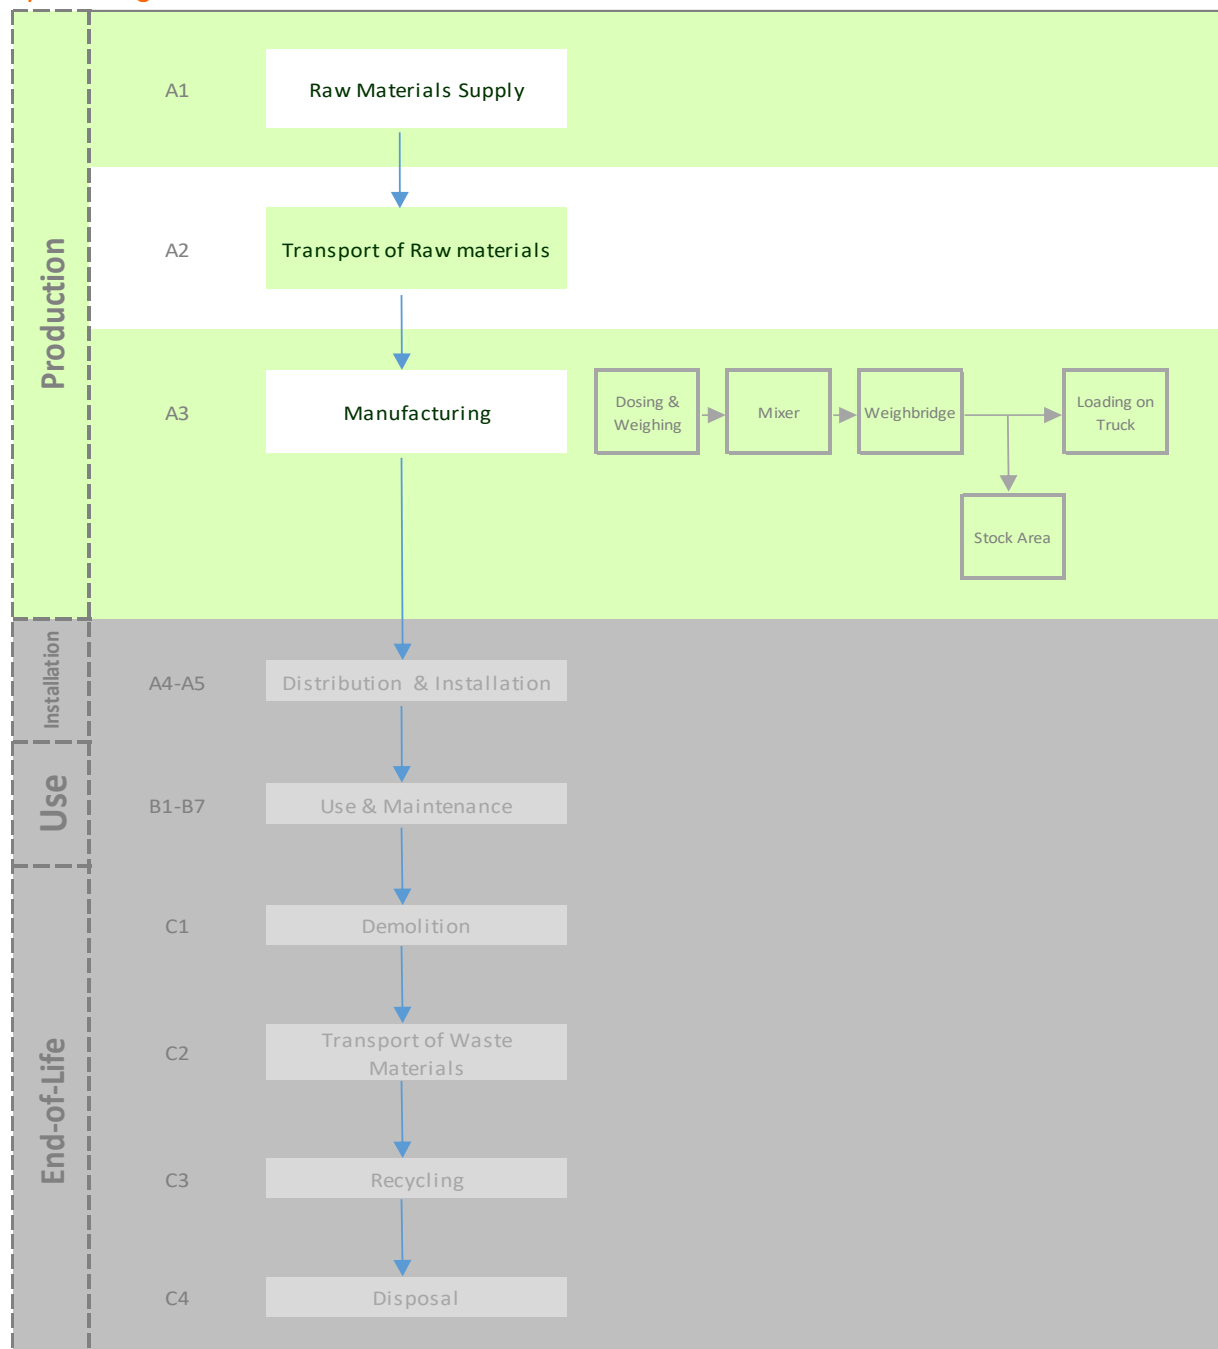 Production
A1
Raw Materials Supply
A2
Transport of Raw materials
A3
Manufacturing
Dosing &
Weighing
Mixer
Weighbridge
Loading on
Truck
Stock Area
Installation
A4-A5
Distribution & Installation
Use
B1-B7
Use & Maintenance
End-of-Life
C1
Demolition
C2
Transport of Waste
Materials
C3
Recycling
C4
Disposal